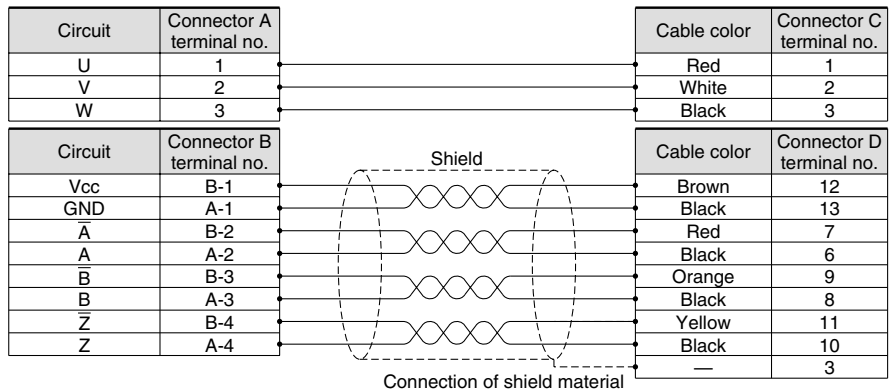 Circuit Connector A terminal no. Cable color Connector C terminal no.
U 1 Red 1
V 2 White 2
W 3 Black 3
Circuit Connector B terminal no. Shield Cable color Connector D terminal no.
Vcc B-1 Brown 12
GND A-1 Black 13
A̅ B-2 Red 7
A A-2 Black 6
B̅ B-3 Orange 9
B A-3 Black 8
Z̅ B-4 Yellow 11
Z A-4 Black 10
— 3
Connection of shield material